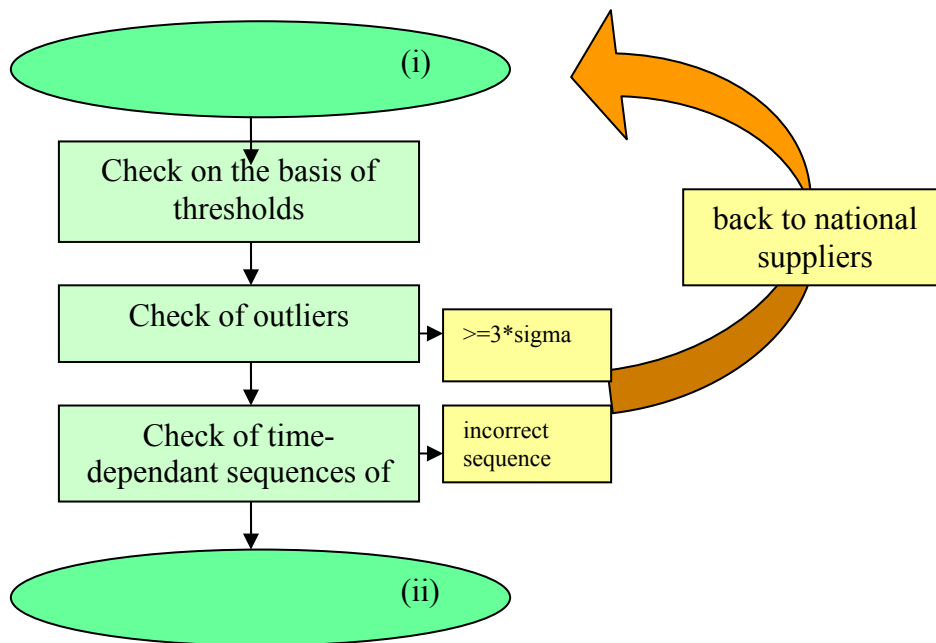 (i)
Check on the basis of
thresholds
back to national
suppliers
Check of outliers
>=3*sigma
Check of time-
dependant sequences of
incorrect
sequence
(ii)